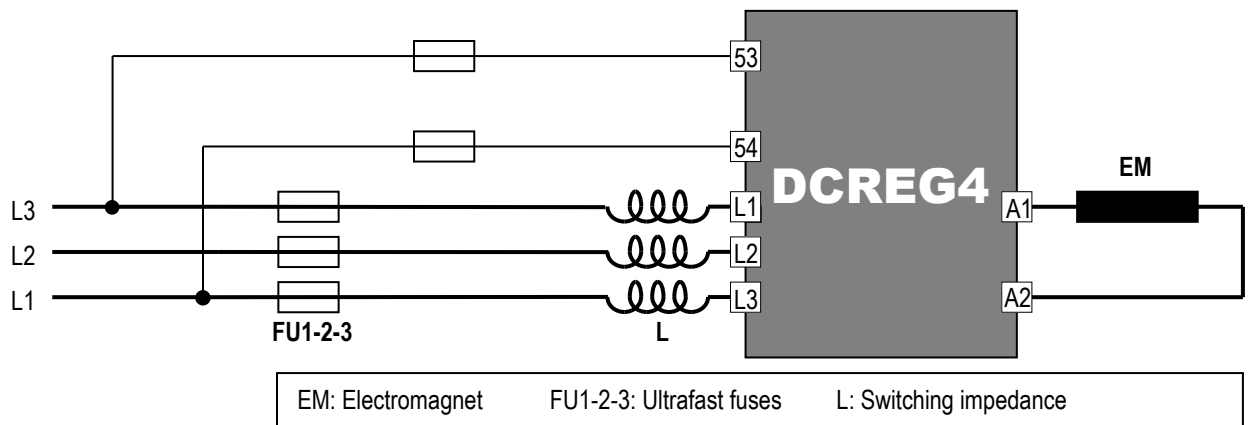 53
54
EM
DCREG4
L3
L1
A1
L2
L2
L1
L3
A2
FU1-2-3
L
EM: Electromagnet FU1-2-3: Ultrafast fuses L: Switching impedance